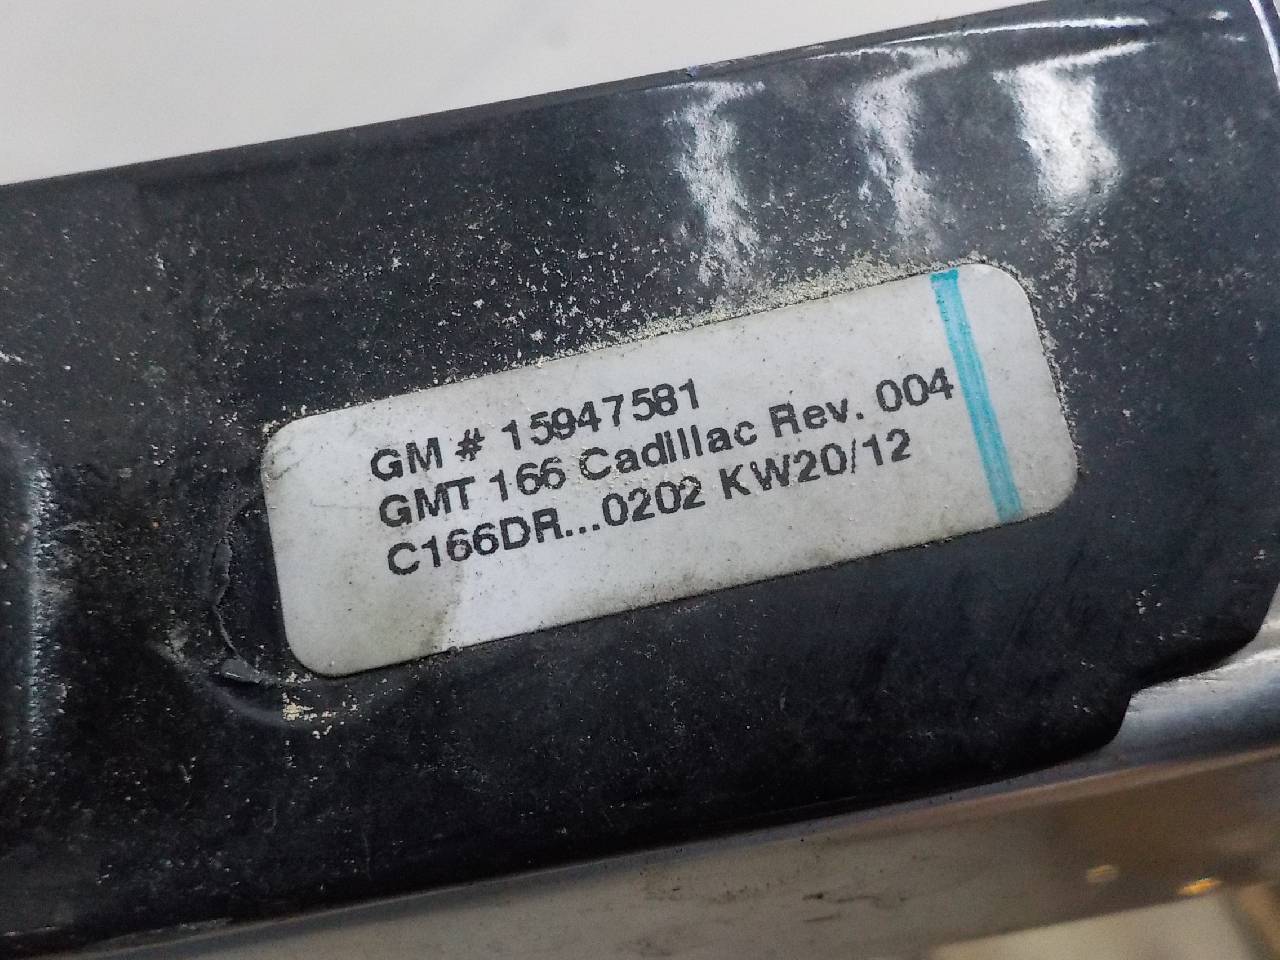 GM # 15947581
GMT 166 Cadillac Rev. 004
C166DR...0202 KW20/12